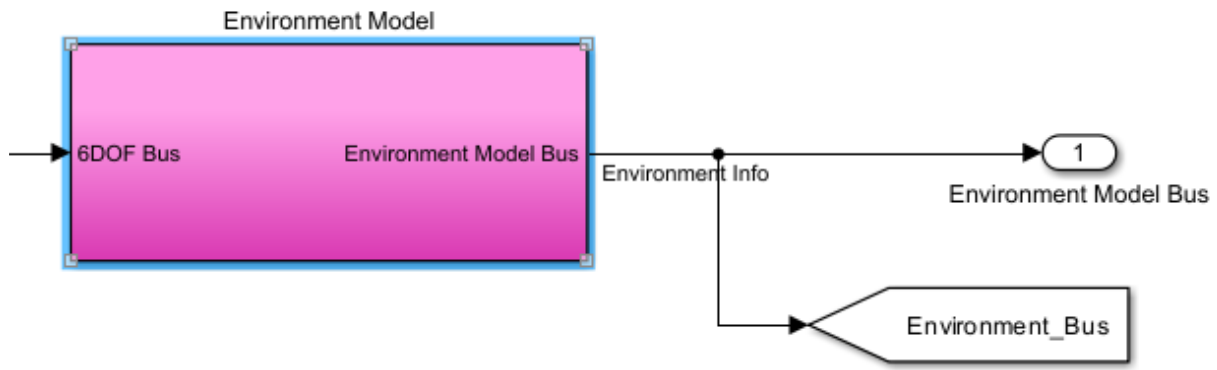 Environment Model
6DOF Bus
Environment Model Bus
Environment Info
1
Environment Model Bus
Environment_Bus